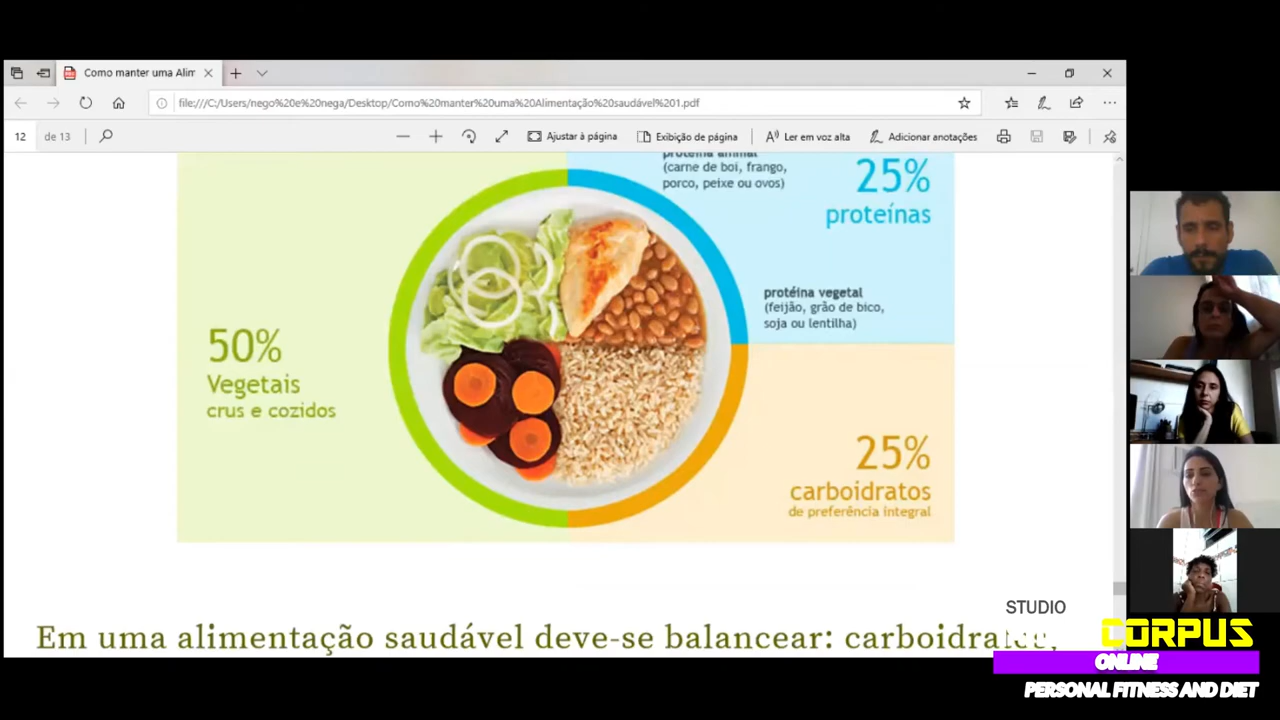 Como manter uma Alim
file:///C:/Users/nego%20e%20nega/Desktop/Como%20manter%20uma%20Alimentação%20saudável%201.pdf
12 de 13
Ajustar à página
Exibição de página
Ler em voz alta
Adicionar anotações
proteína animal
(carne de boi, frango,
porco, peixe ou ovos)
25%
proteínas
protéina vegetal
(feijão, grão de bico,
soja ou lentilha)
50%
Vegetais
crus e cozidos
25%
carboidratos
de preferência integral
Em uma alimentação saudável deve-se balancear: carboidratos,
STUDIO
CORPUS
ONLINE
PERSONAL FITNESS AND DIET